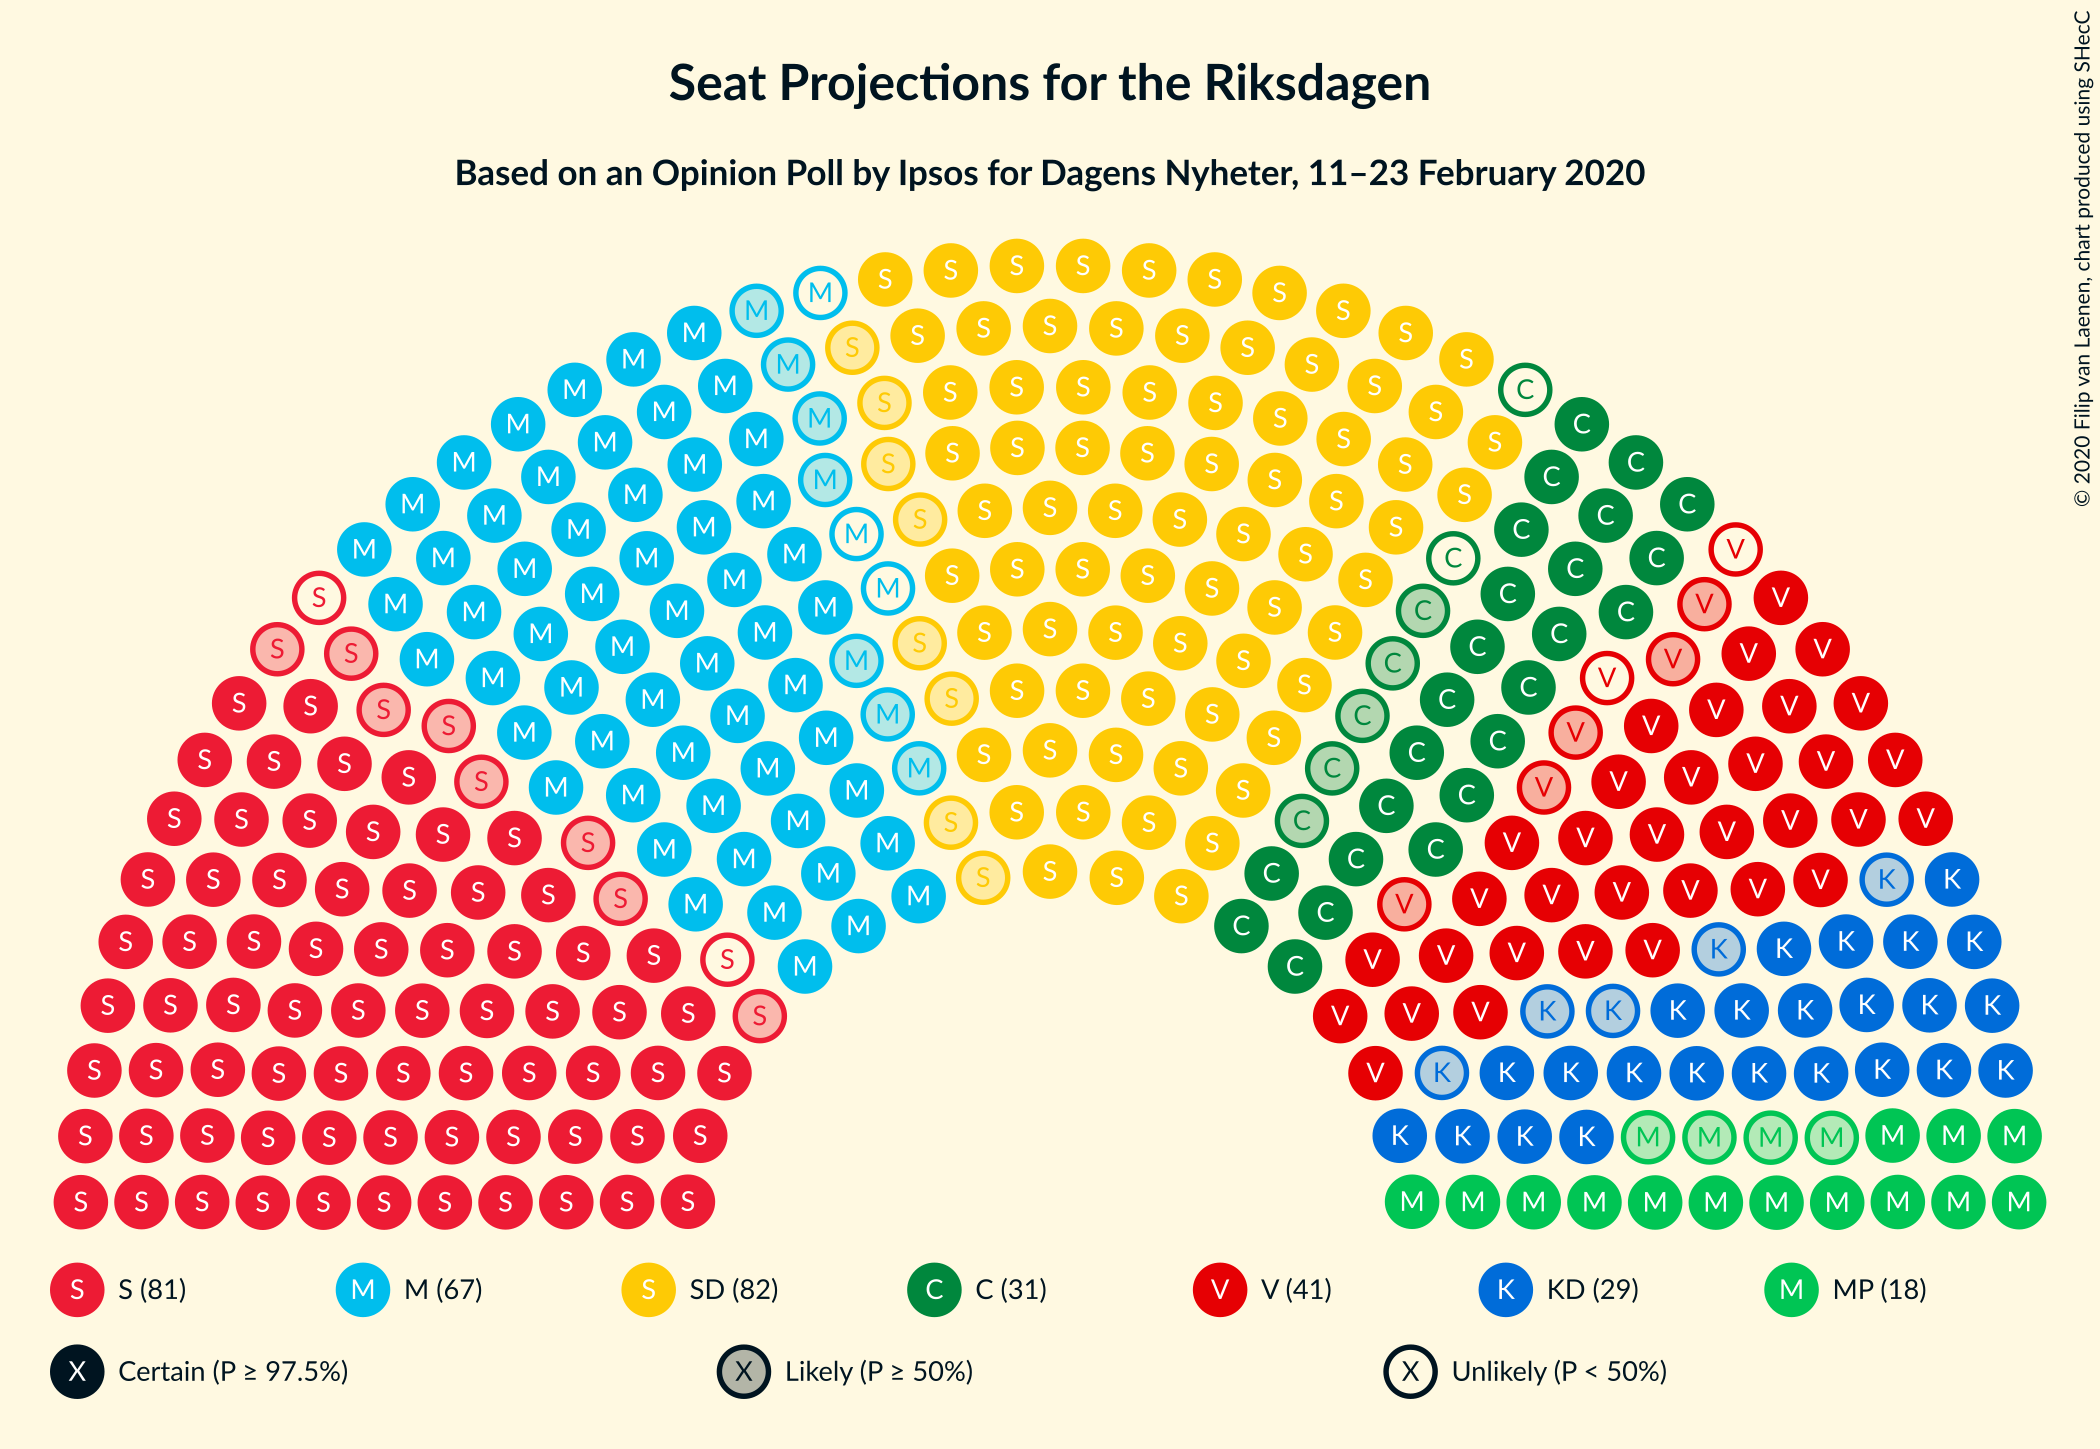 Seat Projections for the Riksdagen
Based on an Opinion Poll by Ipsos for Dagens Nyheter, 11–23 February 2020
© 2020 Filip van Laenen, chart produced using SHecC
S S (81) M M (67) S SD (82) C C (31) V V (41) K KD (29) M MP (18)
X Certain (P ≥ 97.5%) X Likely (P ≥ 50%) X Unlikely (P < 50%)